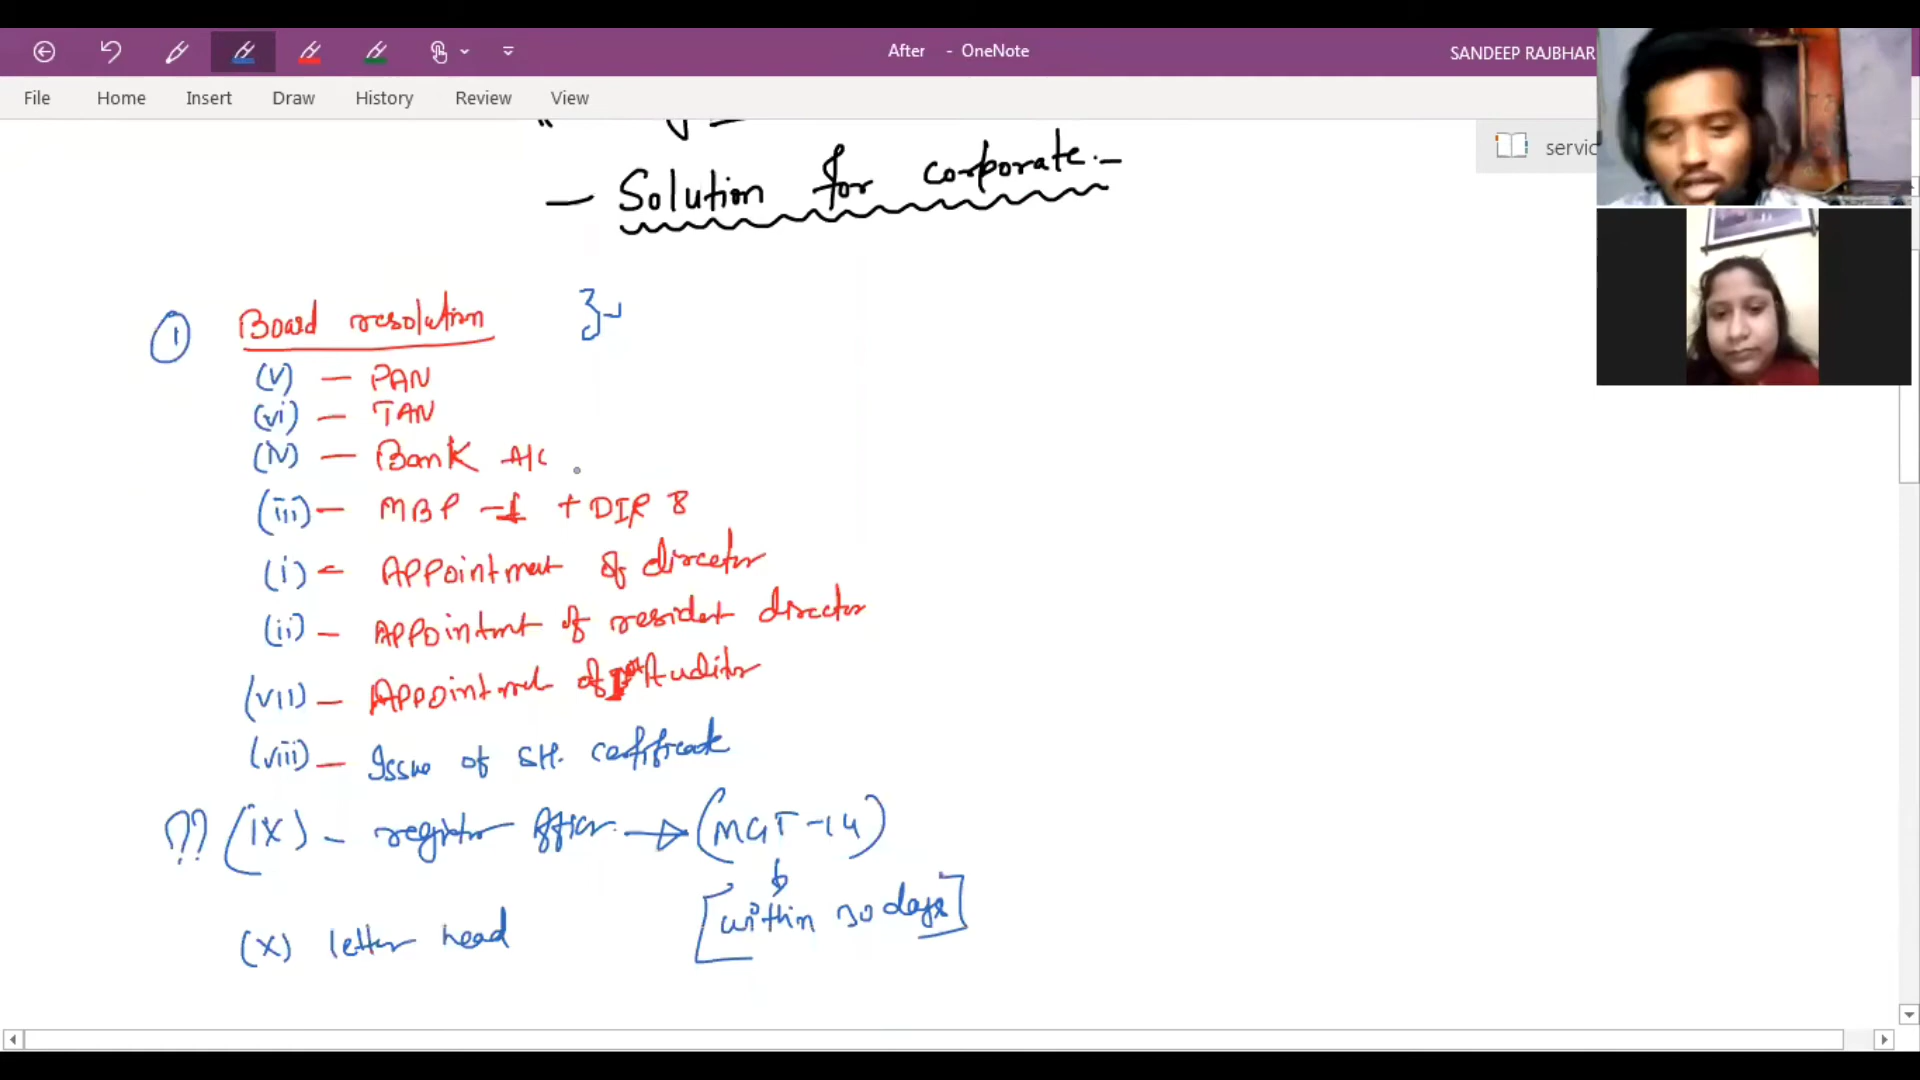 After - OneNote
SANDEEP RAJBHAR
File Home Insert Draw History Review View
servic
— Solution for corporate.—
① Board resolution
(v) — PAN
(vi) — TAN
(iv) — Bank A/c
(iii) — MBP -1 + DIR 8
(i) — Appointment of director
(ii) — Appointment of resident director
(vii) — Appointment of 1st Auditor
(viii) — Issue of SH. certificate
?? (ix) — register office. → (MGT-14)
[within 30 days]
(x) letter head